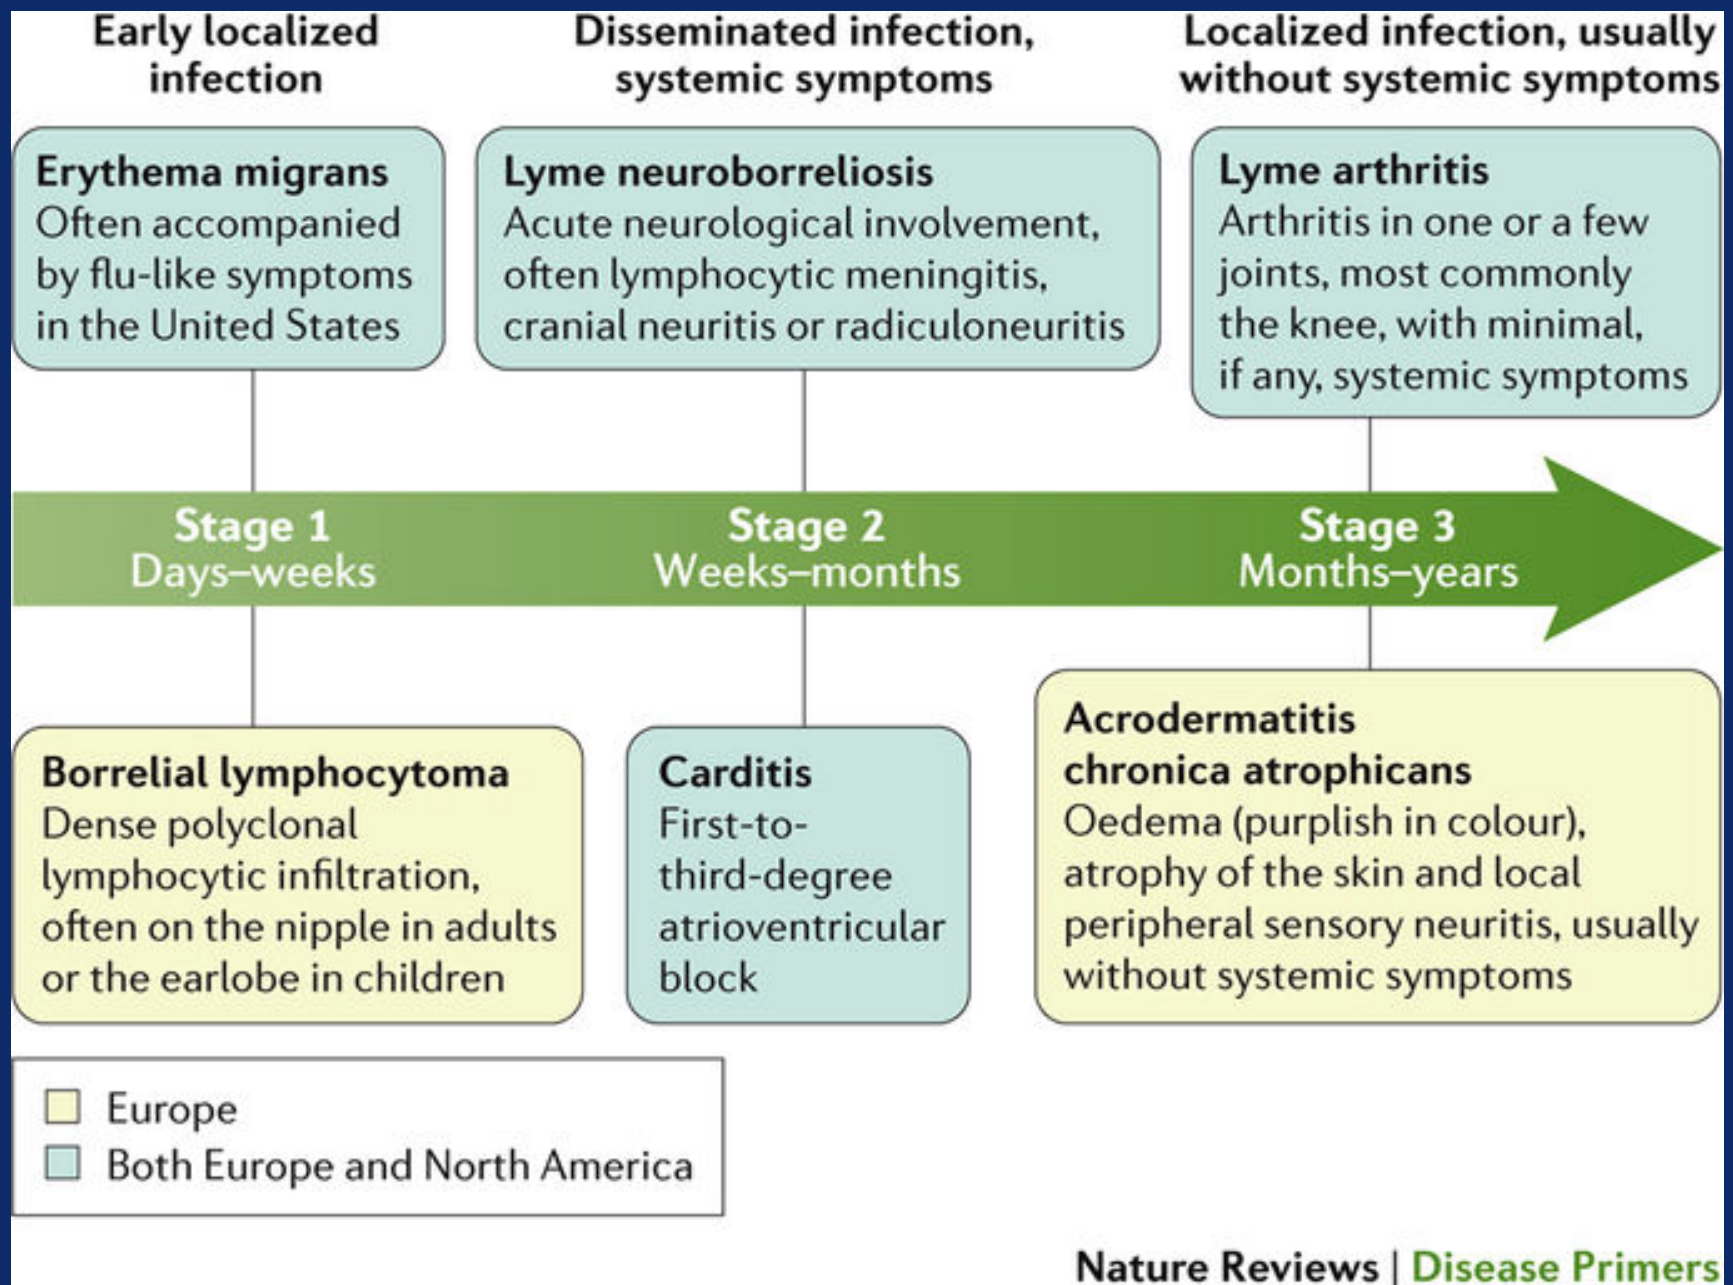 Early localized
infection
Disseminated infection,
systemic symptoms
Localized infection, usually
without systemic symptoms
Erythema migrans
Often accompanied
by flu-like symptoms
in the United States
Lyme neuroborreliosis
Acute neurological involvement,
often lymphocytic meningitis,
cranial neuritis or radiculoneuritis
Lyme arthritis
Arthritis in one or a few
joints, most commonly
the knee, with minimal,
if any, systemic symptoms
Stage 1
Days–weeks
Stage 2
Weeks–months
Stage 3
Months–years
Borrelial lymphocytoma
Dense polyclonal
lymphocytic infiltration,
often on the nipple in adults
or the earlobe in children
Carditis
First-to-
third-degree
atrioventricular
block
Acrodermatitis
chronica atrophicans
Oedema (purplish in colour),
atrophy of the skin and local
peripheral sensory neuritis, usually
without systemic symptoms
Europe
Both Europe and North America
Nature Reviews | Disease Primers